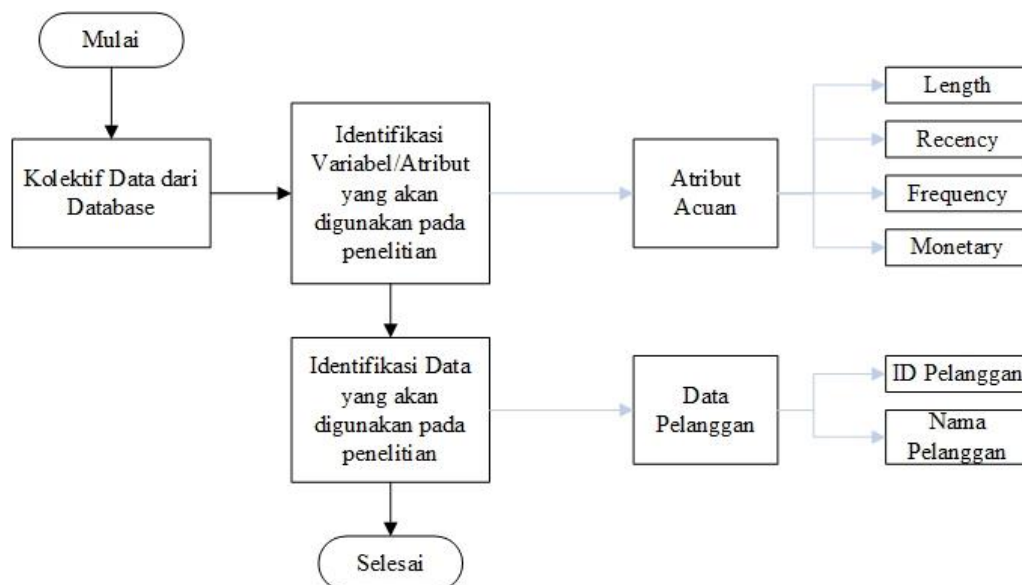 Mulai
Kolektif Data dari
Database
Identifikasi
Variabel/Atribut
yang akan
digunakan pada
penelitian
Atribut
Acuan
Length
Recency
Frequency
Monetary
Identifikasi Data
yang akan
digunakan pada
penelitian
Data
Pelanggan
ID Pelanggan
Nama
Pelanggan
Selesai